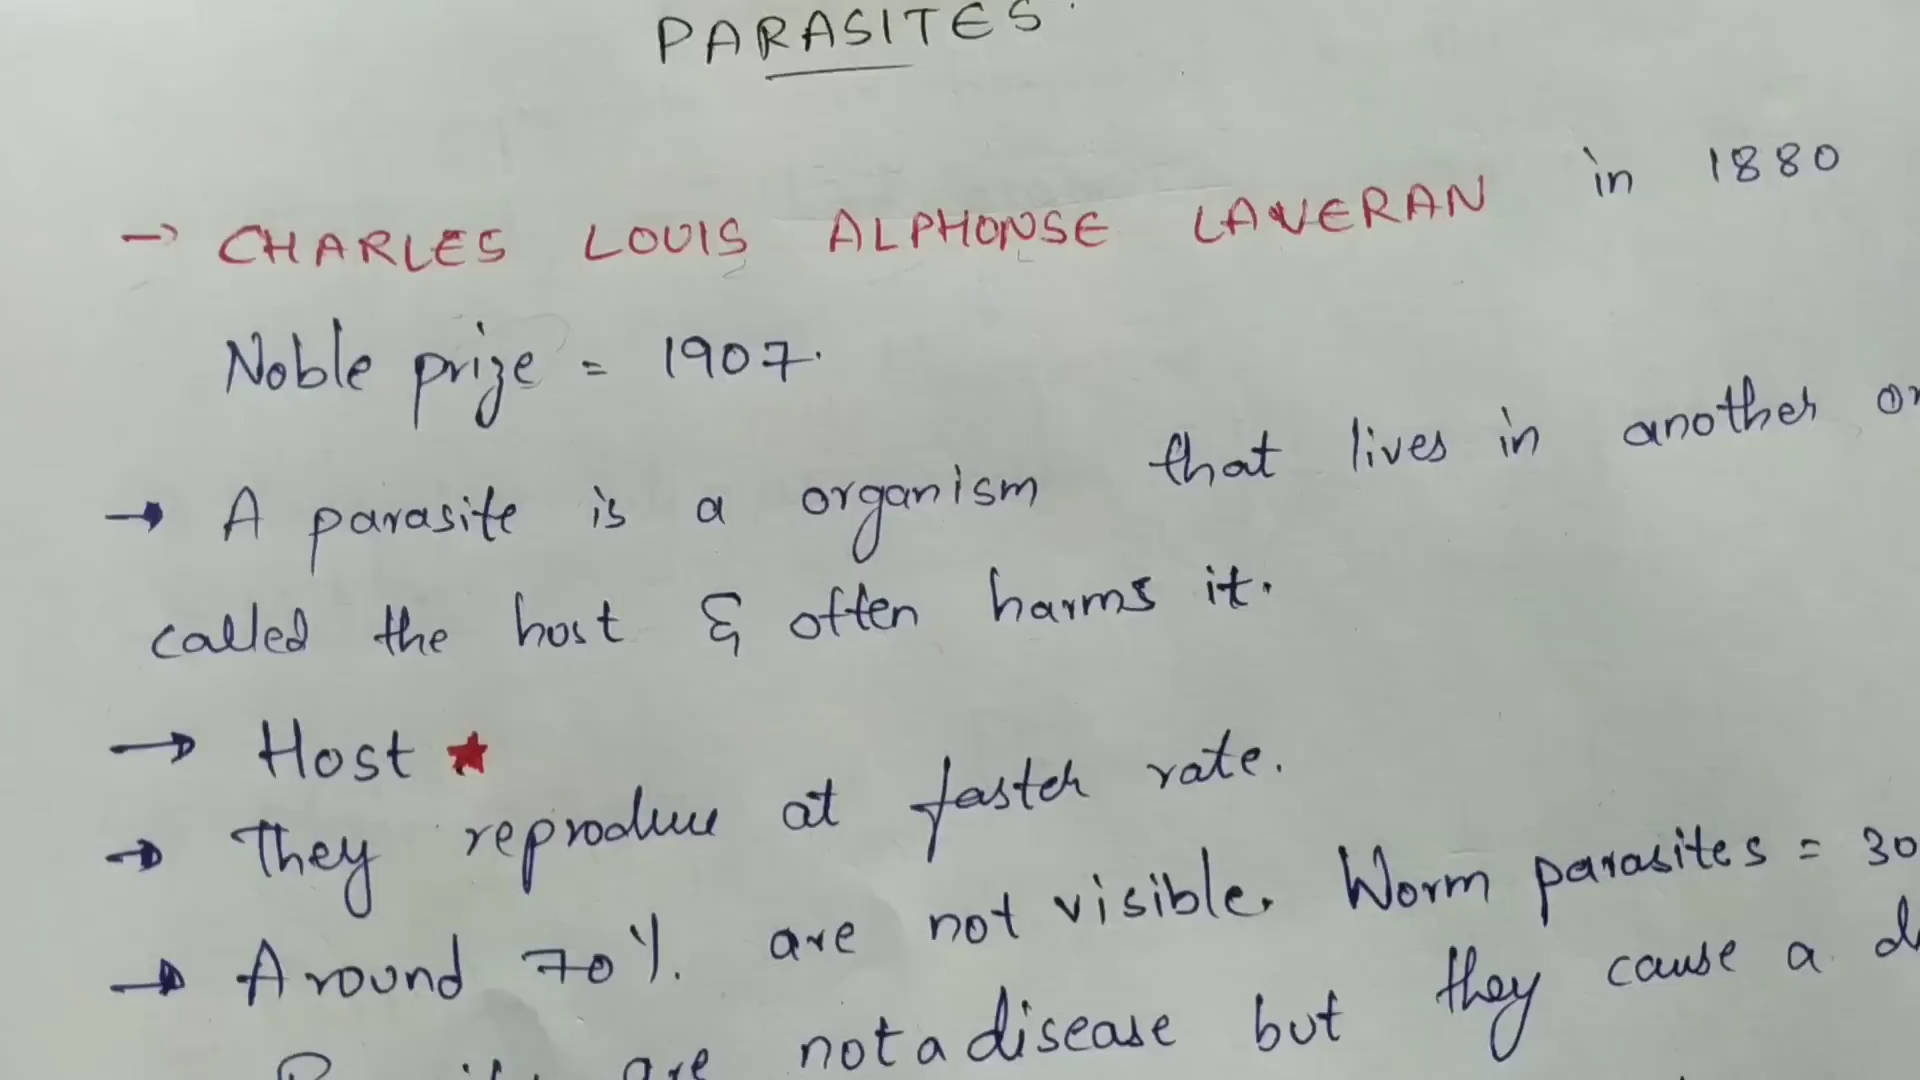 PARASITES
→ CHARLES LOUIS ALPHONSE LAVERAN in 1880
Noble prize = 1907.
→ A parasite is a organism that lives in another
called the host & often harms it.
→ Host ★
→ They reproduce at faster rate.
→ Around 70% are not visible. Worm parasites = 30
are not a disease but they cause a